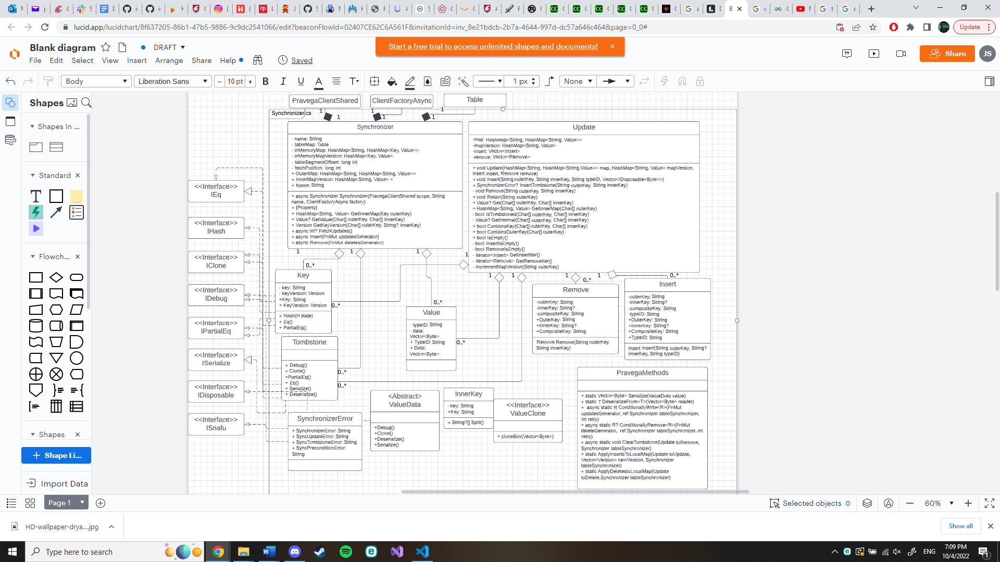 lucid.app/lucidchart/8f637205-86b1-47b5-9886-9c9dc2541066/edit?beaconFlowId=02407CE62C6A561F&invitationId=inv_8e21bdcb-2b7a-4644-997d-dc57a646c464&page=0_0#
Update
Blank diagram
DRAFT
Start a free trial to access unlimited shapes and documents!
File Edit Select View Insert Arrange Share Help
Saved
Share
JS
Body
Liberation Sans
10 pt
1 px
None
Shapes
Shapes In ...
Standard
Flowch...
Shapes
Shape Li...
Import Data
PravegaClientShared
ClientFactoryAsync
Table
Synchronizer.cs
1
1
1
1
1
1
Synchronizer
- name: String
- tableMap: Table
- inMemoryMap: HashMap<String, HashMap<Key, Value>>
- inMemoryMapVersion: HashMap<Key, Value>
- tableSegmentOffsert: long int
- fetchPosition: long int
+ OuterMap: HashMap<String, HashMap<String, Value>>
+ InnerMapVersion: HashMap<String, Value> =
+ Name: String
+ async Synchronizer Synchronizer(PravegaClientShared scope, String
name, ClientFactoryAsync factory)
+ {Property}
+ HashMap<String, Value> GetInnerMap(Key outerKey)
+ Value? GetValue(Char[] outerKey, Char[] innerKey)
+ Version GetKeyVersion(Char[] outerKey, String? innerKey)
+ async int? FetchUpdates()
+ async Insert(FnMut updatesGenerator)
+ async Remove(FnMut deletesGenerator)
Update
-map: Hashmap<String, HashMap<String, Value>>
-mapVersion: HashMap<String, Value>
-insert: Vector<Insert>
-remove: Vector<Remove>
+ void Update(HashMap<String, HashMap<String,Value>> map, HashMap<String, Value> mapVersion,
Insert insert, Remove remove)
+ void Insert(String outerKey, String innerKey, String typeID, Vector<IDisposable<Byte>>)
+ SynchronizerError? InsertTombstone(String outerKey, String innerKey)
- void Remove(String outerKey, String innerKey)
+ void Retain(String outerKey)
+ Value? Get(Char[] outerKey, Char[] innerKey)
+ HashMap<String, Value> GetInnerMap(Char[] outerKey)
- bool IsTombstoned(Char[] outerKey, Char[] innerKey)
- Value? GetInternal(Char[] outerKey, Char[] innerKey)
+ bool ContainsKey(Char[] outerKey, Char[] innerKey)
+ bool ContainsOuterKey(Char[] outerKey)
+ bool IsEmpty()
- bool InsertIsEmpty()
- bool RemoveIsEmpty()
- Iterator<Insert> GetInsertIter()
- Iterator<Remove> GetRemoveIter()
- IncrementMapVersion(String outerKey)
<<Interface>>
IEq
<<Interface>>
IHash
<<Interface>>
IClone
<<Interface>>
IDebug
<<Interface>>
IPartialEq
<<Interface>>
ISerialize
<<Interface>>
IDisposable
<<Interface>>
ISnafu
1
1
1
1
1
1
1
1
0..*
0..*
0..*
0..*
0..*
0..*
0..*
0..*
Key
- key: String
- keyVersion: Version
+Key: String
+ KeyVersion: Version
+ Hash(H state)
+ Eq()
+ PartialEq()
Tombstone
+ Debug()
+ Clone()
+PartialEq()
+ Eq()
+ Serialize()
+ Deserialize()
Value
- typeID: String
- data:
Vector<Byte>
+ TypeID: String
+ Data:
Vector<Byte>
Remove
-outerKey: String
-innerKey: String?
-compositeKey: String
+OuterKey: String
+InnerKey: String?
+CompositeKey: String
Remove Remove(String outerKey,
String innerKey)
Insert
-outerKey: String
-innerKey: String?
-compositeKey: String
-typeID: String
+OuterKey: String
+InnerKey: String?
+CompositeKey: String
+TypeID: String
Insert Insert(String outerKey, String?
innerKey, String typeID)
SynchronizerError
+ SynchronizerError: String
+ SyncUpdateError: String
+ SyncTombstoneError: String
+ SyncPreconditionError:
String
<Abstract>
ValueData
+Debug()
+Clone()
+Deserialize()
+Serialize()
InnerKey
- key: String
+Key: String
+ String?[] Split()
<<Interface>>
ValueClone
+ cloneBox(Vector<Byte>)
PravegaMethods
+ static Vector<Byte> Serialize(ValueData value)
+ static T DeserializeFrom<T>(Vector<Byte> reader)
+ async static R ConditionallyWrite<R>(FnMut
updatesGenerator, ref Synchronizer tableSynchronizer,
int retry)
+ async static R? ConditionallyRemove<R>(FnMut
deleteGenerator, ref Synchronizer tableSynchronizer, int
retry)
+ async static void ClearTombstone(Update toRemove,
Synchronizer tableSynchronizer)
+ static ApplyInsertsToLocalMap(Update toUpdate,
Vector<Version> newVersion, Synchronizer
tableSynchronizer)
+ static ApplyDeletestoLocalMap(Update
toDelete,Synchronizer tableSynchronizer)
Page 1
Selected objects 0
60%
HD-wallpaper-drya....jpg
Show all
Type here to search
ENG
7:09 PM
10/4/2022
1